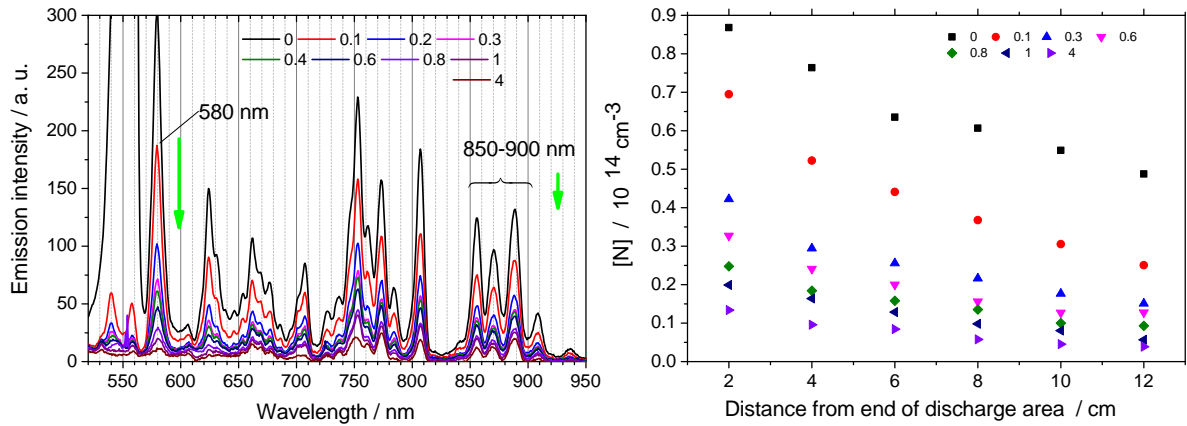 300
250
200
150
100
50
0
Emission intensity / a. u.
0 0.1 0.2 0.3
0.4 0.6 0.8 1
4
580 nm
850-900 nm
550 600 650 700 750 800 850 900 950
Wavelength / nm
0.9
0.8
0.7
0.6
0.5
0.4
0.3
0.2
0.1
0.0
[N] / 10 14 cm-3
0 0.1 0.3 0.6
0.8 1 4
2 4 6 8 10 12
Distance from end of discharge area / cm